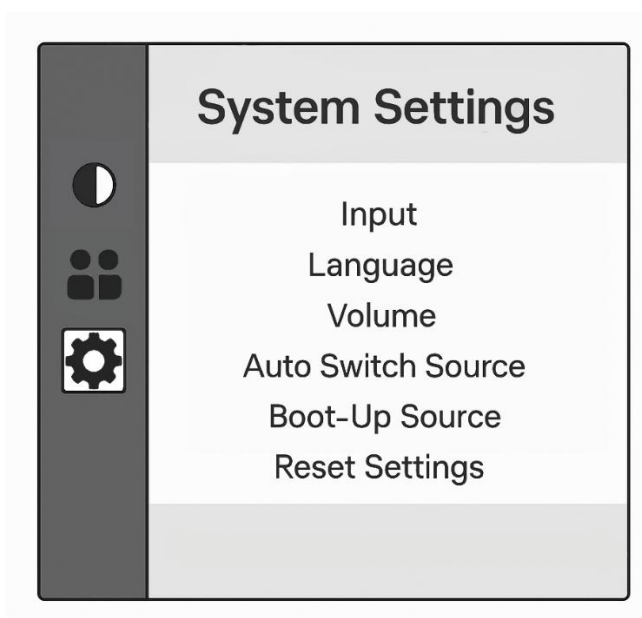 System Settings
Input
Language
Volume
Auto Switch Source
Boot-Up Source
Reset Settings